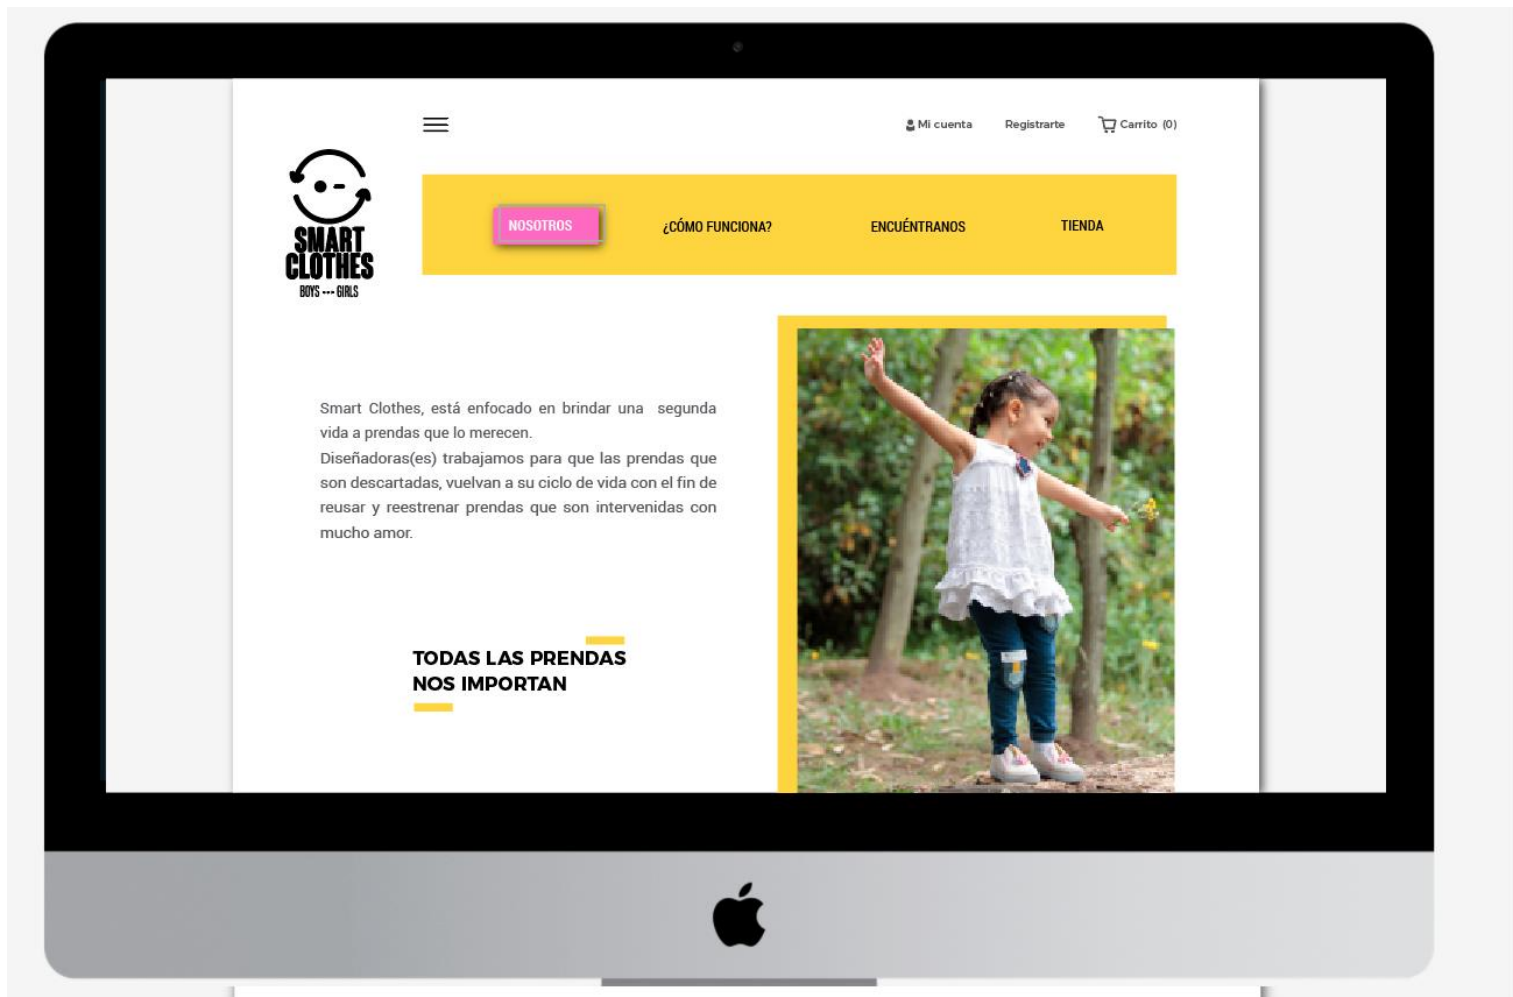 Mi cuenta
Registrarte
Carrito (0)
SMART
CLOTHES
BOYS --- GIRLS
NOSOTROS
¿CÓMO FUNCIONA?
ENCUÉNTRANOS
TIENDA
Smart Clothes, está enfocado en brindar una segunda
vida a prendas que lo merecen.
Diseñadoras(es) trabajamos para que las prendas que
son descartadas, vuelvan a su ciclo de vida con el fin de
reusar y reestrenar prendas que son intervenidas con
mucho amor.
TODAS LAS PRENDAS
NOS IMPORTAN